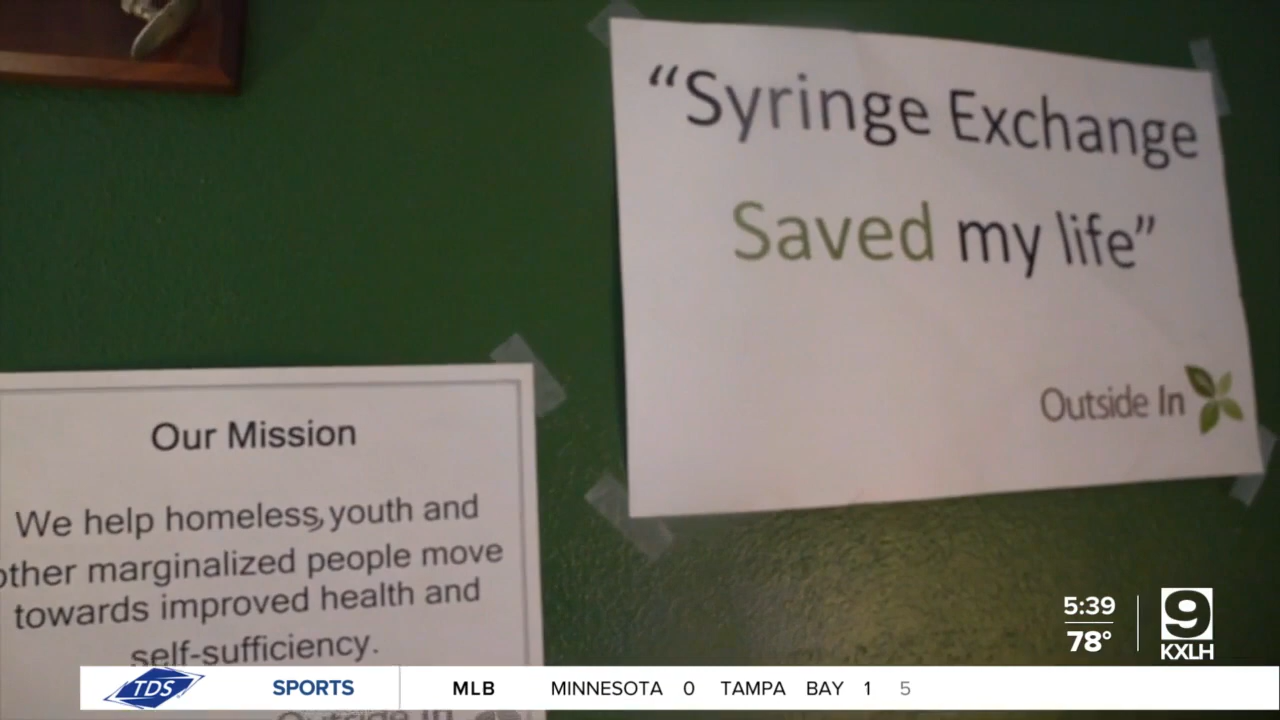 “Syringe Exchange
Saved my life”
Outside In
Our Mission
We help homeless, youth and
other marginalized people move
towards improved health and
self-sufficiency.
Outside In
5:39
78°
9
KXLH
TDS SPORTS MLB MINNESOTA 0 TAMPA BAY 1 5